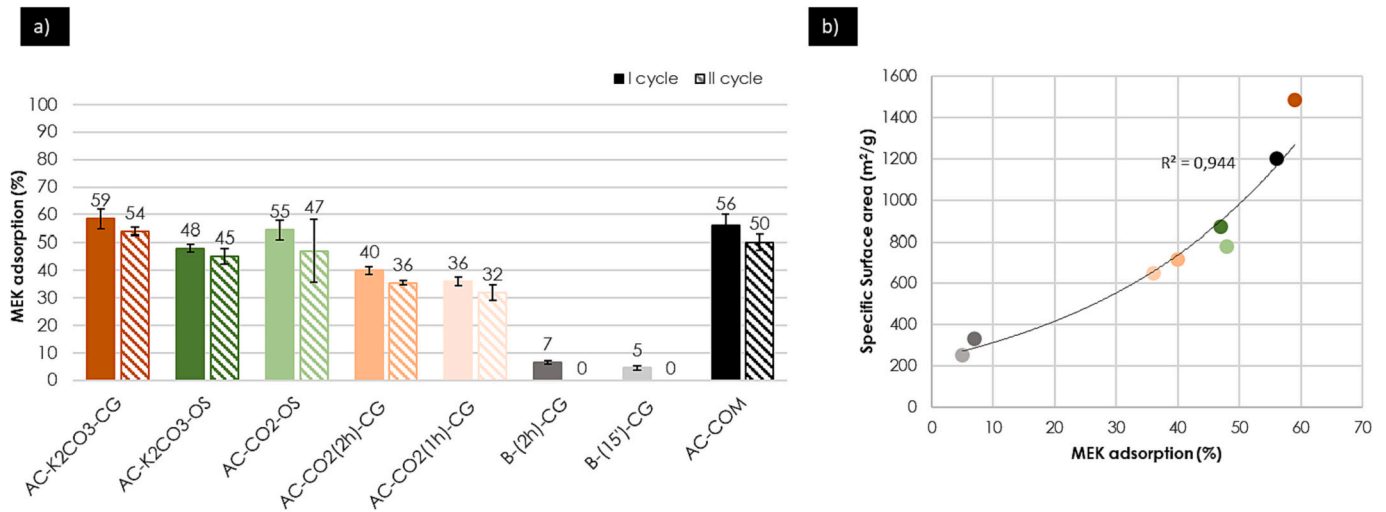 a)
I cycle II cycle
MEK adsorption (%)
100
90
80
70
60
50
40
30
20
10
0
59 54 48 45 55 47 40 36 36 32 7 0 5 0 56 50
AC-K2CO3-CG
AC-K2CO3-OS
AC-CO2-OS
AC-CO2(2h)-CG
AC-CO2(1h)-CG
B-(2h)-CG
B-(15')-CG
AC-COM
b)
Specific Surface area (m²/g)
1600
1400
1200
1000
800
600
400
200
0
R² = 0,944
0 10 20 30 40 50 60 70
MEK adsorption (%)